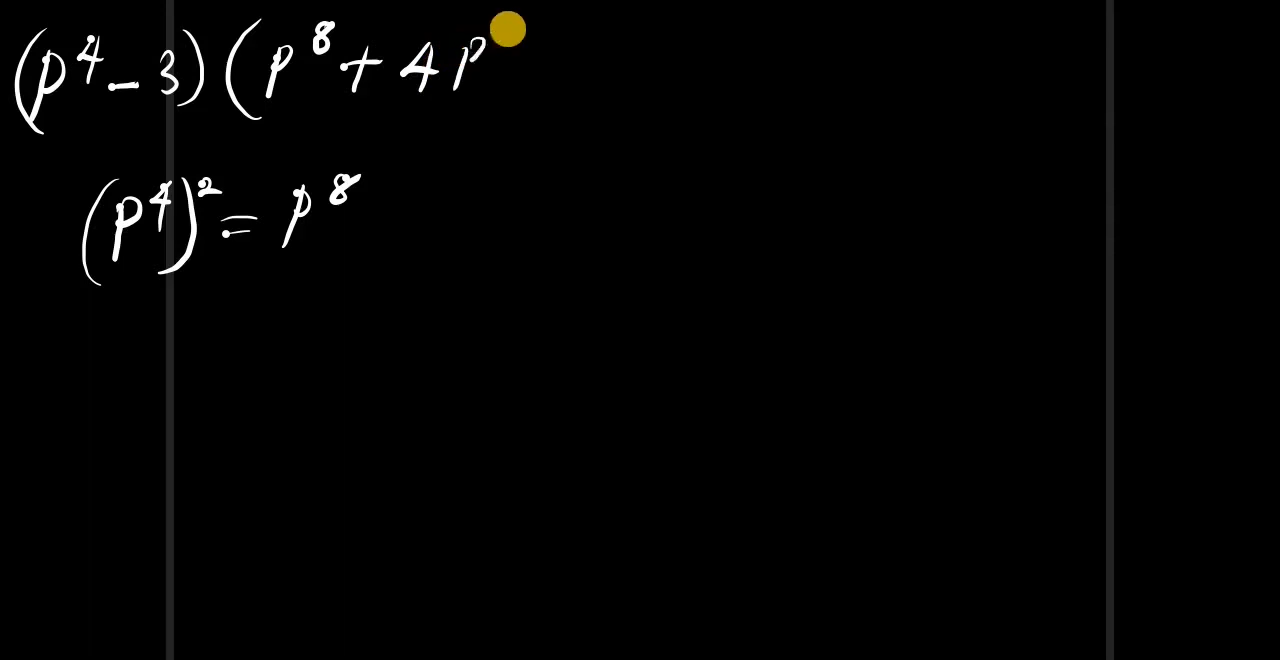 (p⁴ - 3) (p⁸ + 4p
(p⁴)² = p⁸